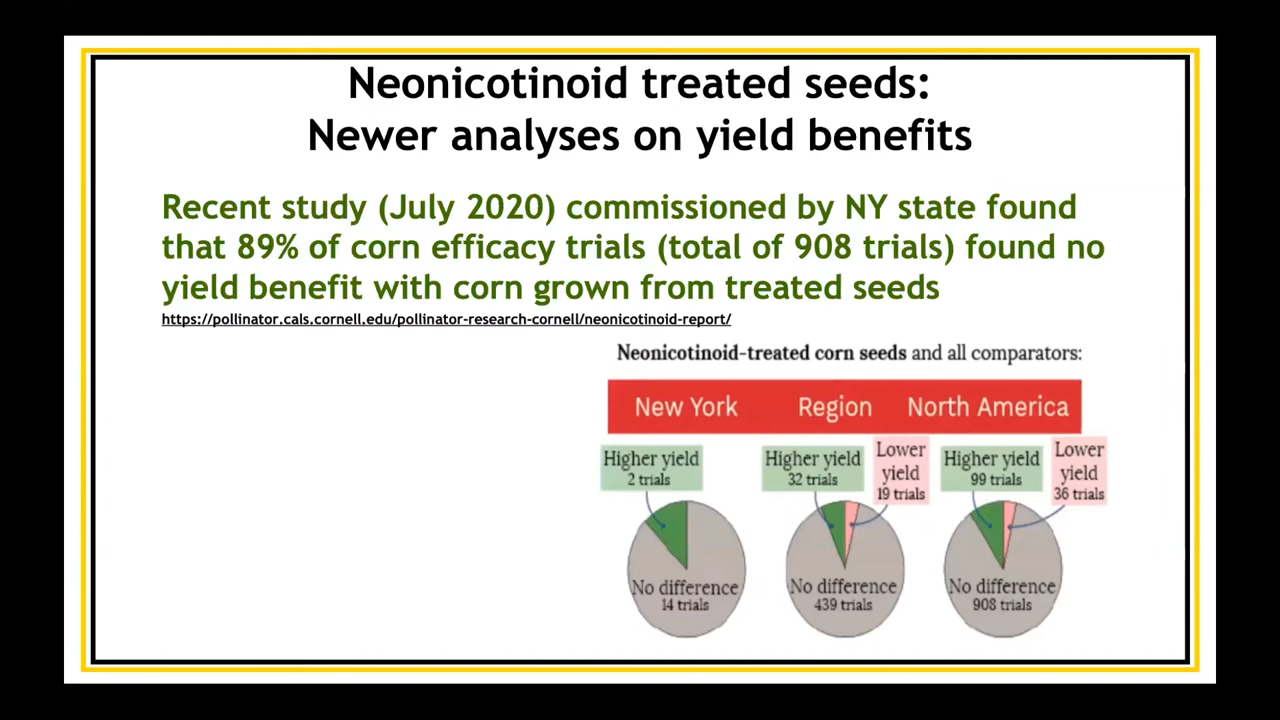 Neonicotinoid treated seeds:
Newer analyses on yield benefits
Recent study (July 2020) commissioned by NY state found
that 89% of corn efficacy trials (total of 908 trials) found no
yield benefit with corn grown from treated seeds
https://pollinator.cals.cornell.edu/pollinator-research-cornell/neonicotinoid-report/
Neonicotinoid-treated corn seeds and all comparators:
New York
Higher yield
2 trials
No difference
14 trials
Region
Higher yield
32 trials
Lower
yield
19 trials
No difference
439 trials
North America
Higher yield
99 trials
Lower
yield
36 trials
No difference
908 trials